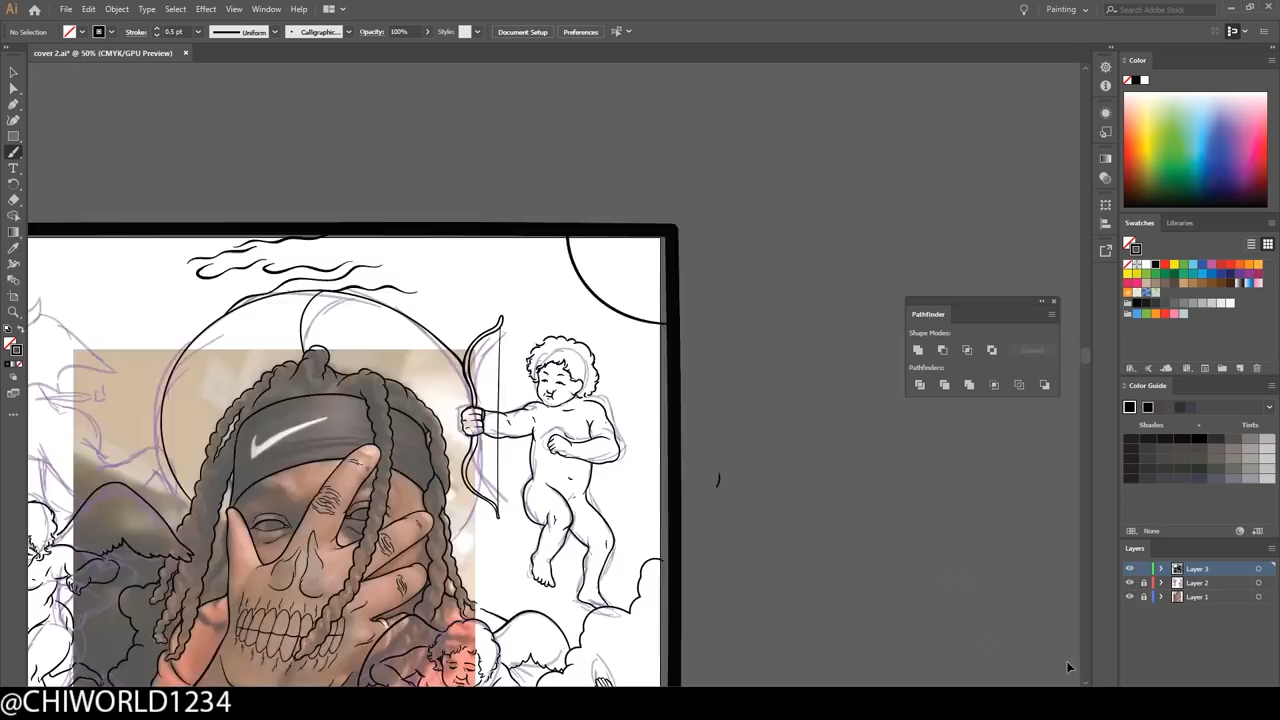 Ai File Edit Object Type Select Effect View Window Help Painting Search Adobe Stock
No Selection Stroke: 0.5 pt Uniform Calligraphic... Opacity: 100% Style: Document Setup Preferences
cover 2.ai* @ 50% (CMYK/GPU Preview)
Color
Swatches Libraries
Pathfinder
Shape Modes:
Expand
Pathfinders:
Color Guide
Shades Tints
None
Layers
Layer 3
Layer 2
Layer 1
@CHIWORLD1234